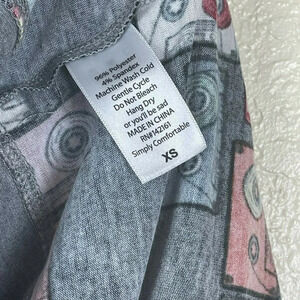 96% Polyester
4% Spandex
Machine Wash Cold
Gentle Cycle
Do Not Bleach
Hang Dry
or you'll be sad
MADE IN CHINA
RN#142161
Simply Comfortable
XS